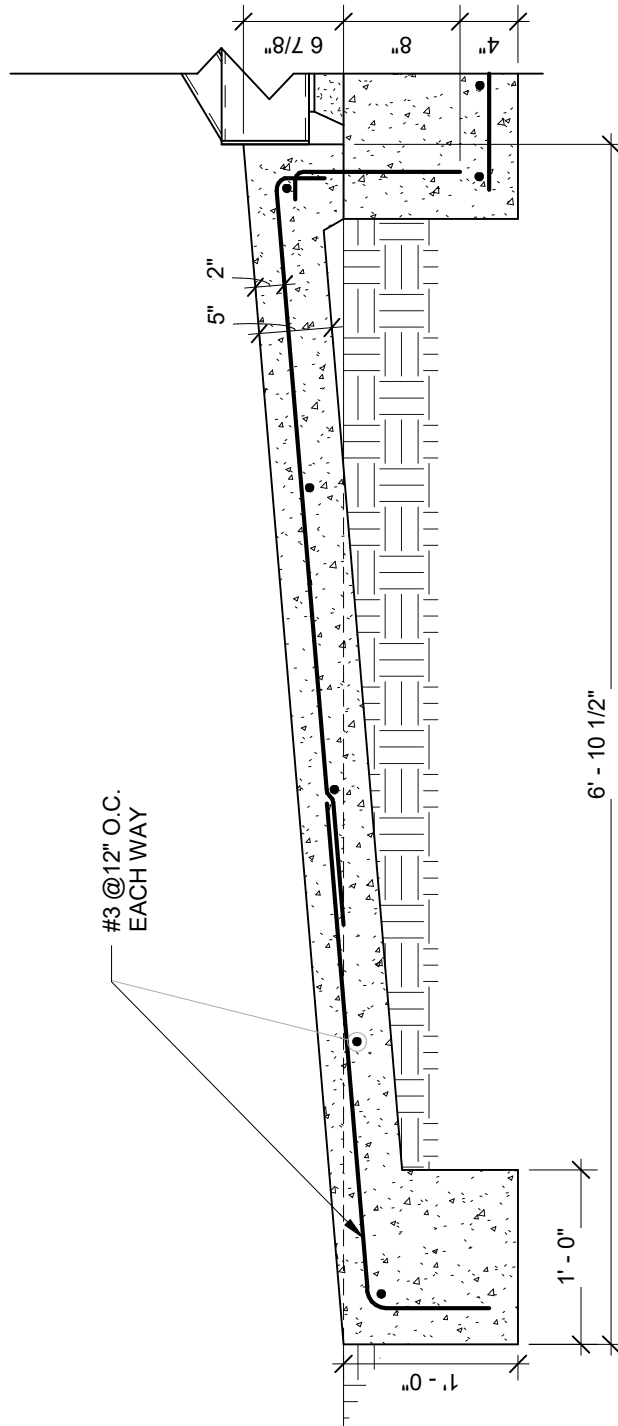 6 7/8"
8"
4"
2"
5"
#3 @12" O.C.
EACH WAY
6' - 10 1/2"
1' - 0"
1' - 0"